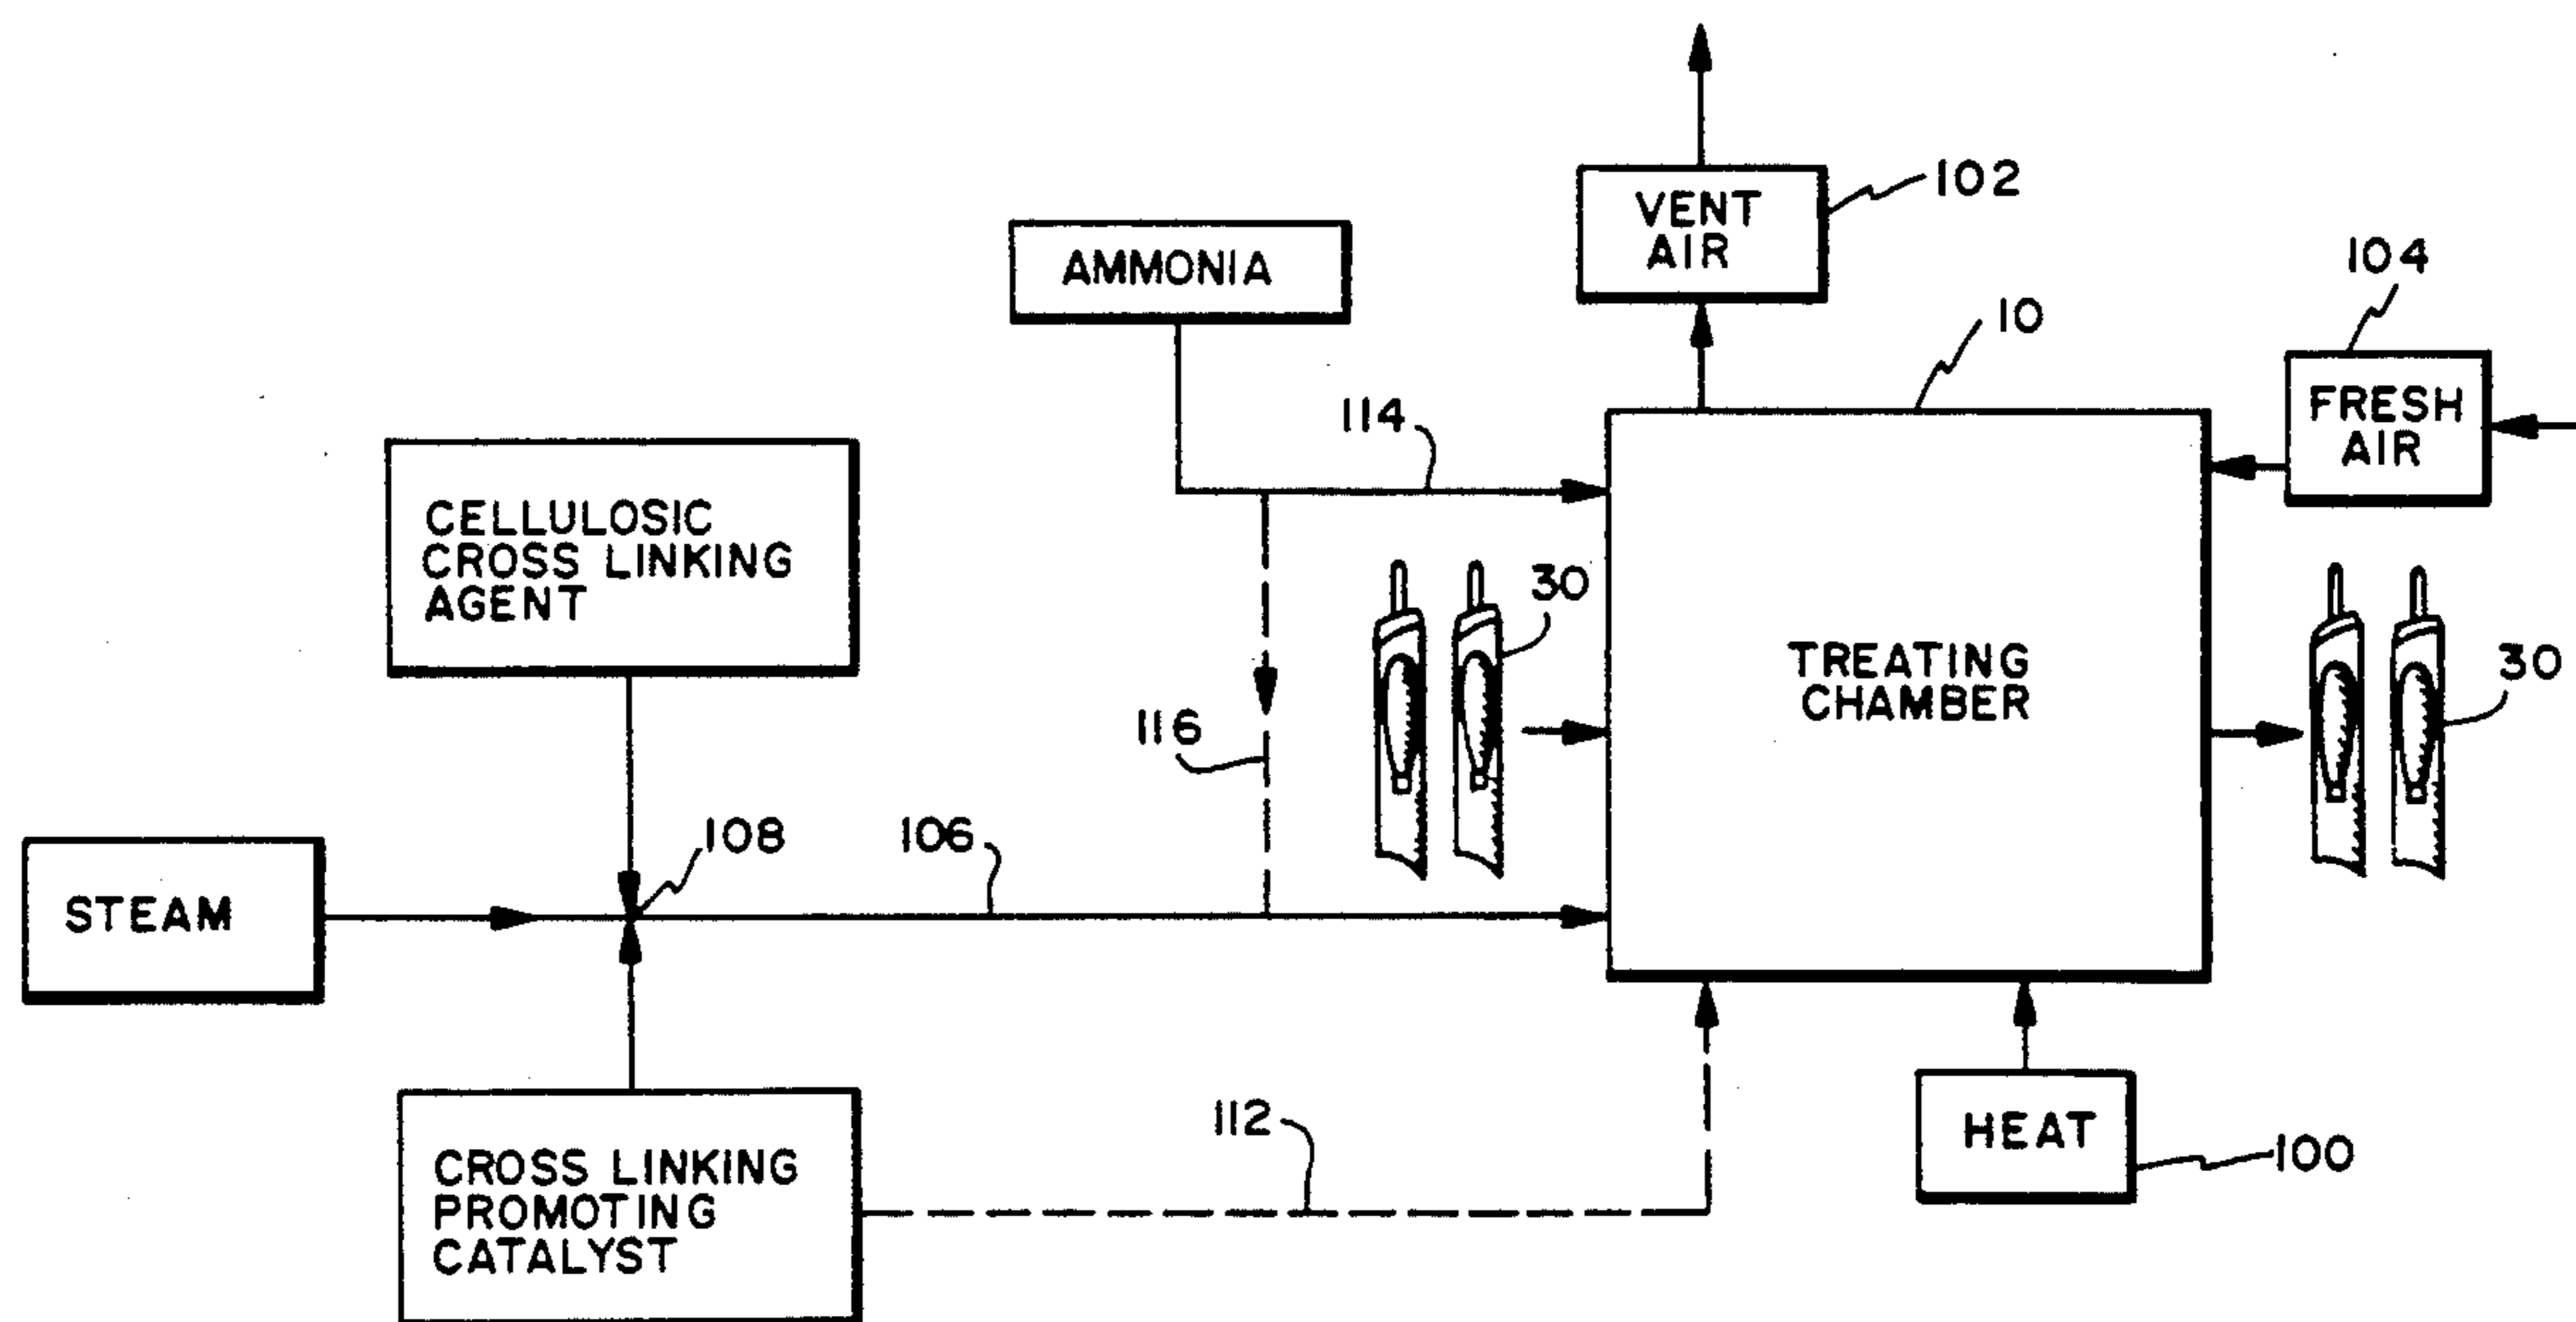 102
VENT
AIR
AMMONIA
104
10
FRESH
AIR
114
CELLULOSIC
CROSS LINKING
AGENT
30
TREATING
CHAMBER
30
116
108
106
STEAM
112
HEAT
100
CROSS LINKING
PROMOTING
CATALYST